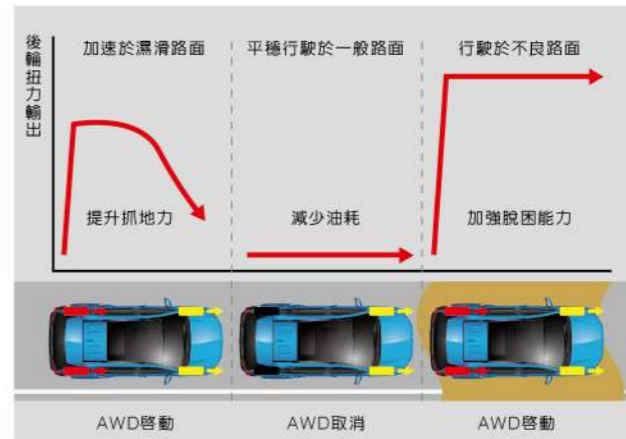 後輪扭力輸出
加速於濕滑路面
平穩行駛於一般路面
行駛於不良路面
提升抓地力
減少油耗
加強脫困能力
AWD啓動
AWD取消
AWD啓動